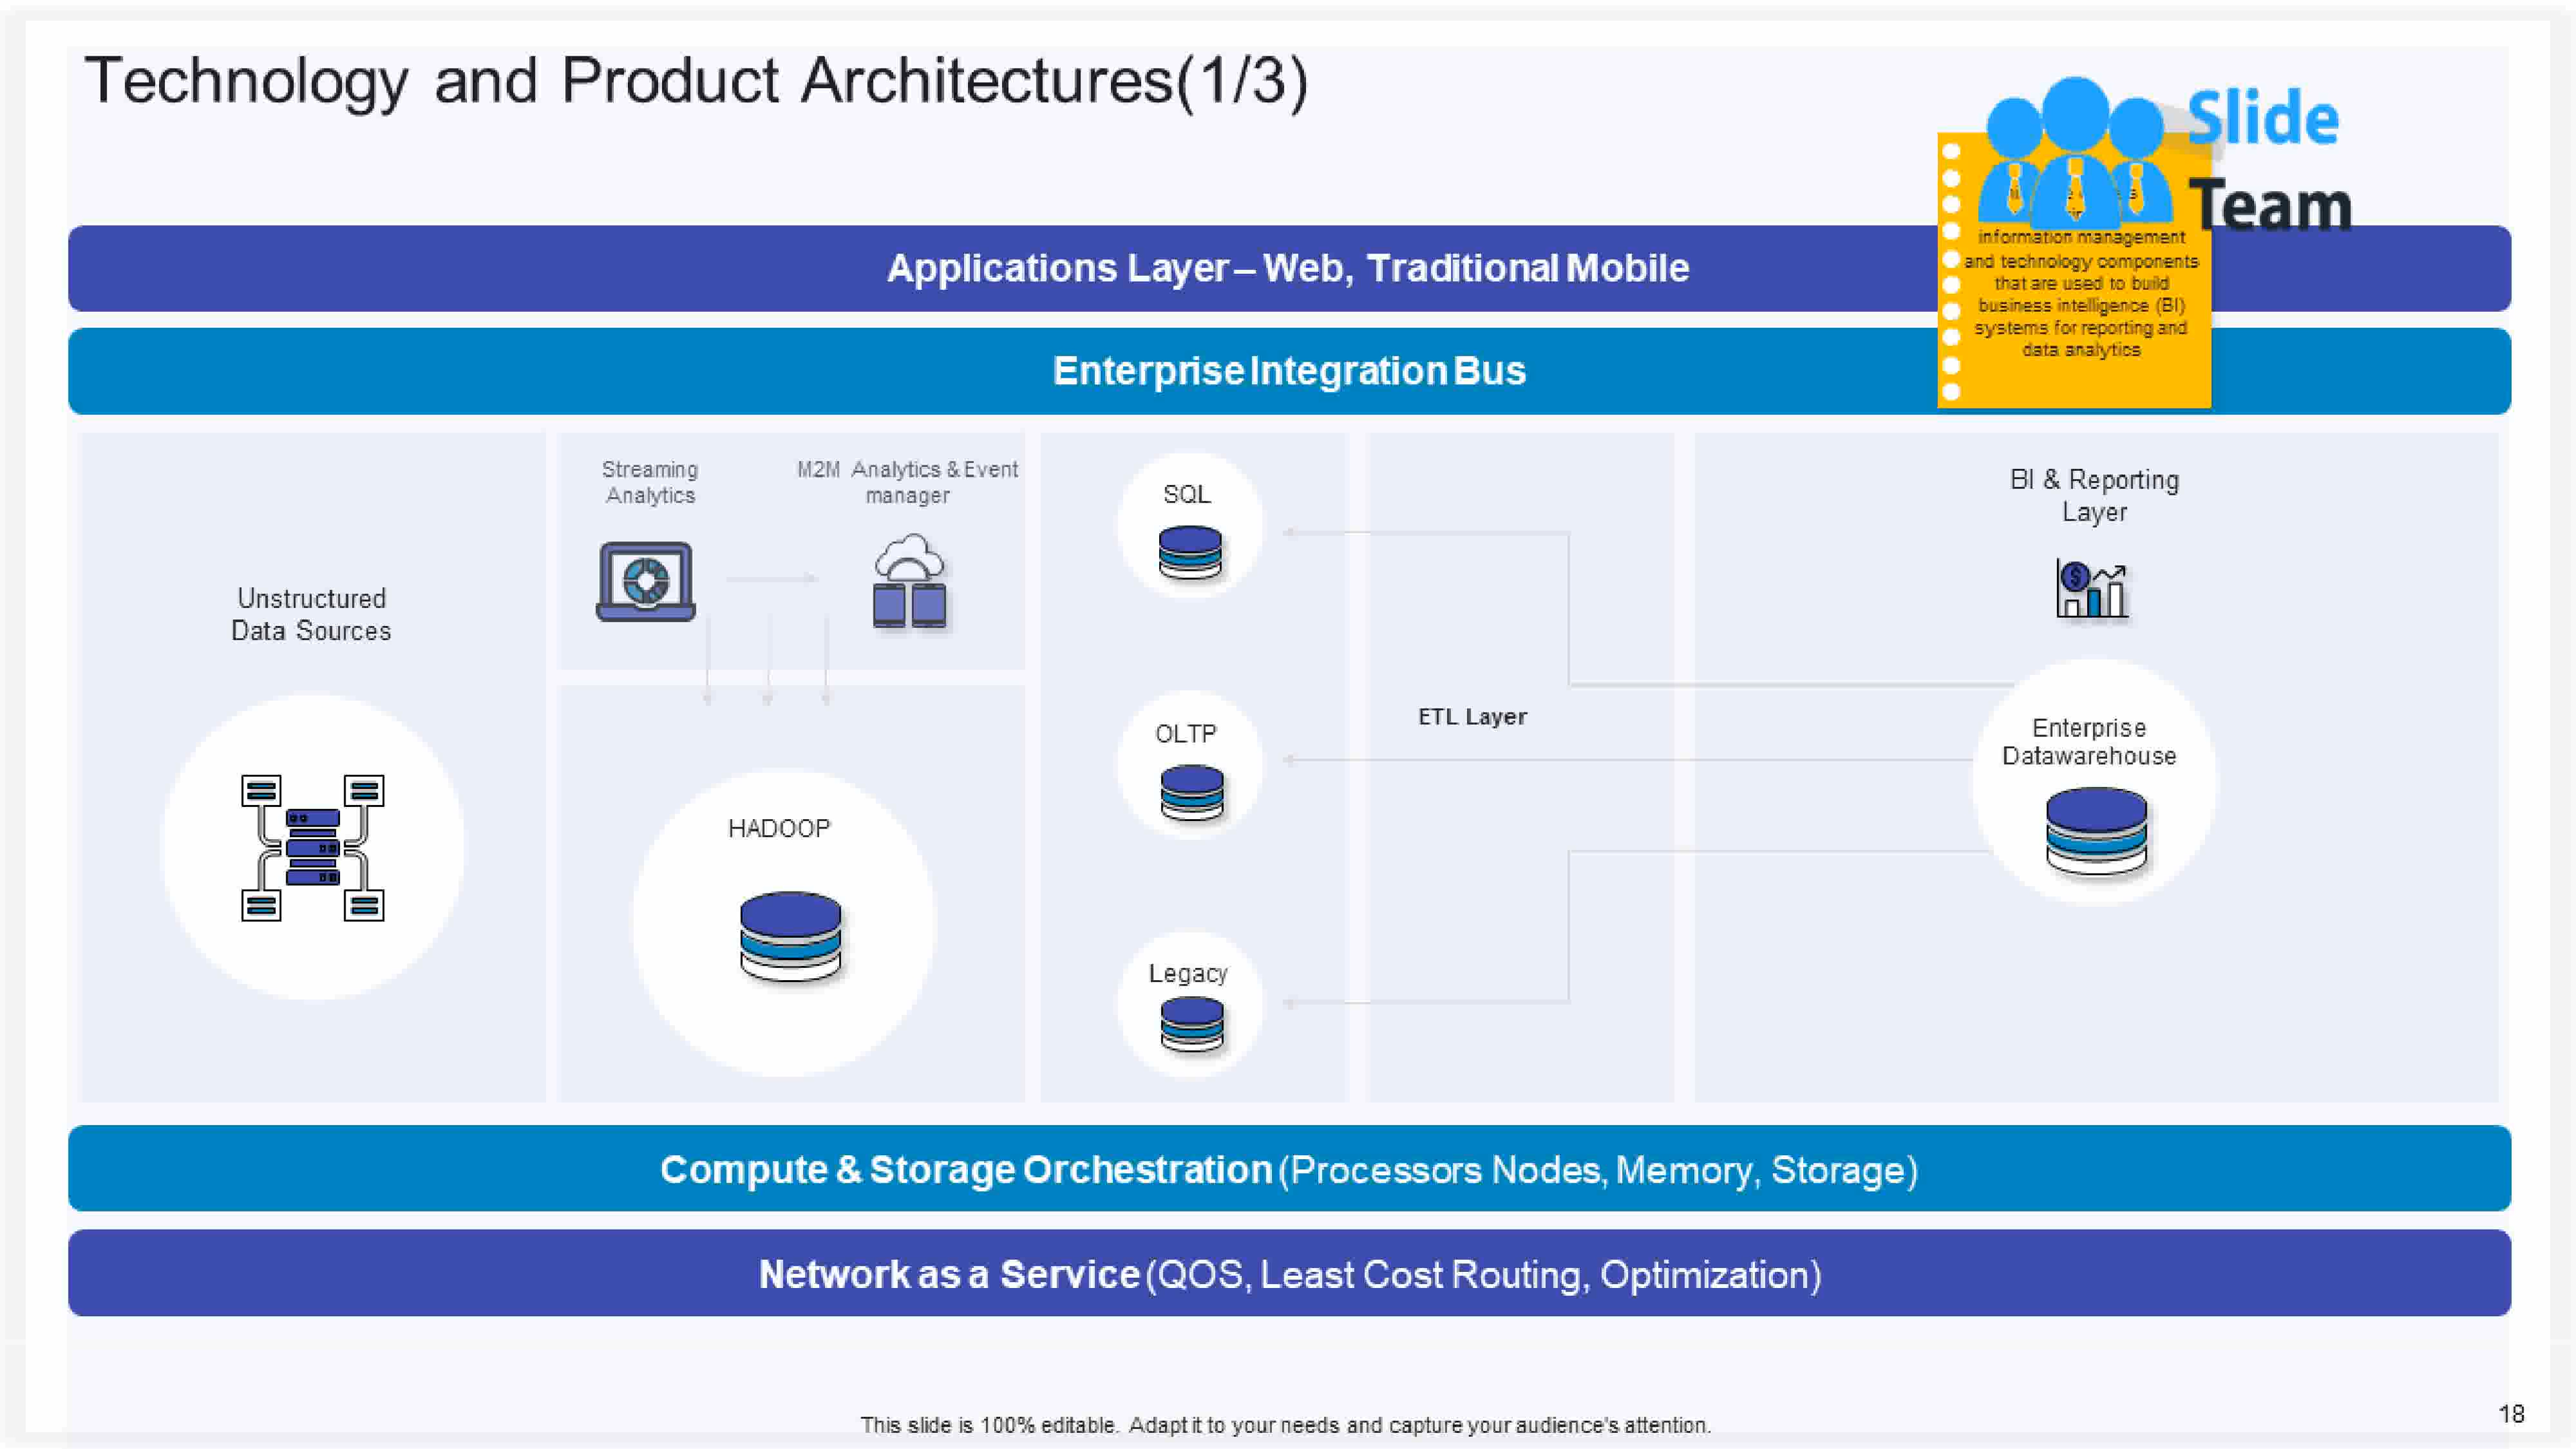 Technology and Product Architectures(1/3)
Slide
Team
information management
and technology components
that are used to build
business intelligence (BI)
systems for reporting and
data analytics
Applications Layer – Web, Traditional Mobile
Enterprise Integration Bus
Unstructured
Data Sources
Streaming
Analytics
M2M Analytics & Event
manager
HADOOP
SQL
OLTP
Legacy
ETL Layer
BI & Reporting
Layer
Enterprise
Datawarehouse
Compute & Storage Orchestration (Processors Nodes, Memory, Storage)
Network as a Service (QOS, Least Cost Routing, Optimization)
This slide is 100% editable. Adapt it to your needs and capture your audience's attention.
18